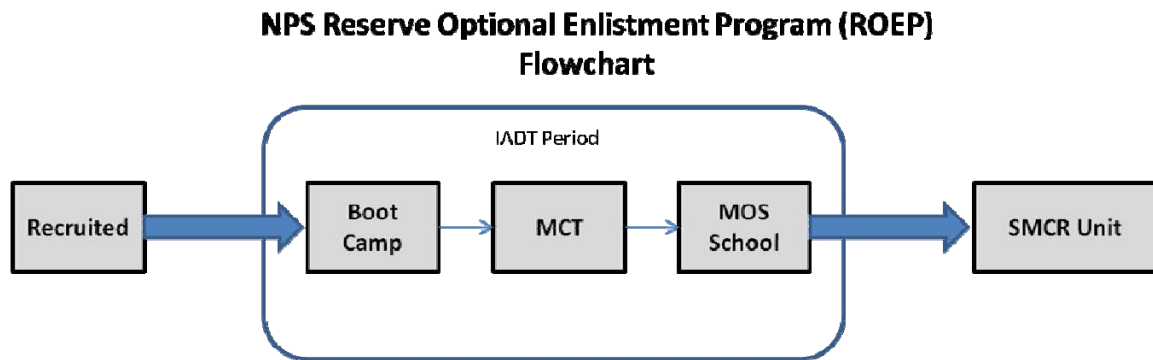 NPS Reserve Optional Enlistment Program (ROEP)
Flowchart
IADT Period
Recruited
Boot
Camp
MCT
MOS
School
SMCR Unit